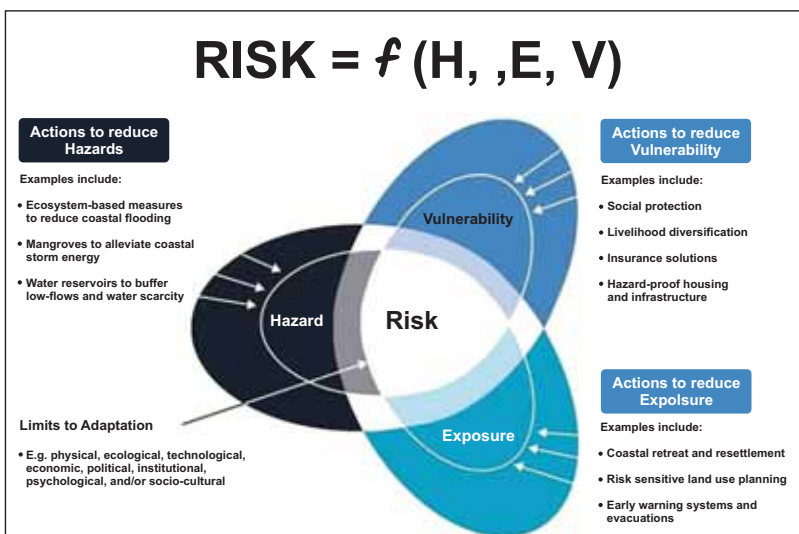 RISK = f (H, ,E, V)
Actions to reduce
Hazards
Examples include:
• Ecosystem-based measures
to reduce coastal flooding
• Mangroves to alleviate coastal
storm energy
• Water reservoirs to buffer
low-flows and water scarcity
Limits to Adaptation
• E.g. physical, ecological, technological,
economic, political, institutional,
psychological, and/or socio-cultural
Vulnerability
Hazard
Risk
Exposure
Actions to reduce
Vulnerability
Examples include:
• Social protection
• Livelihood diversification
• Insurance solutions
• Hazard-proof housing
and infrastructure
Actions to reduce
Expolsure
Examples include:
• Coastal retreat and resettlement
• Risk sensitive land use planning
• Early warning systems and
evacuations